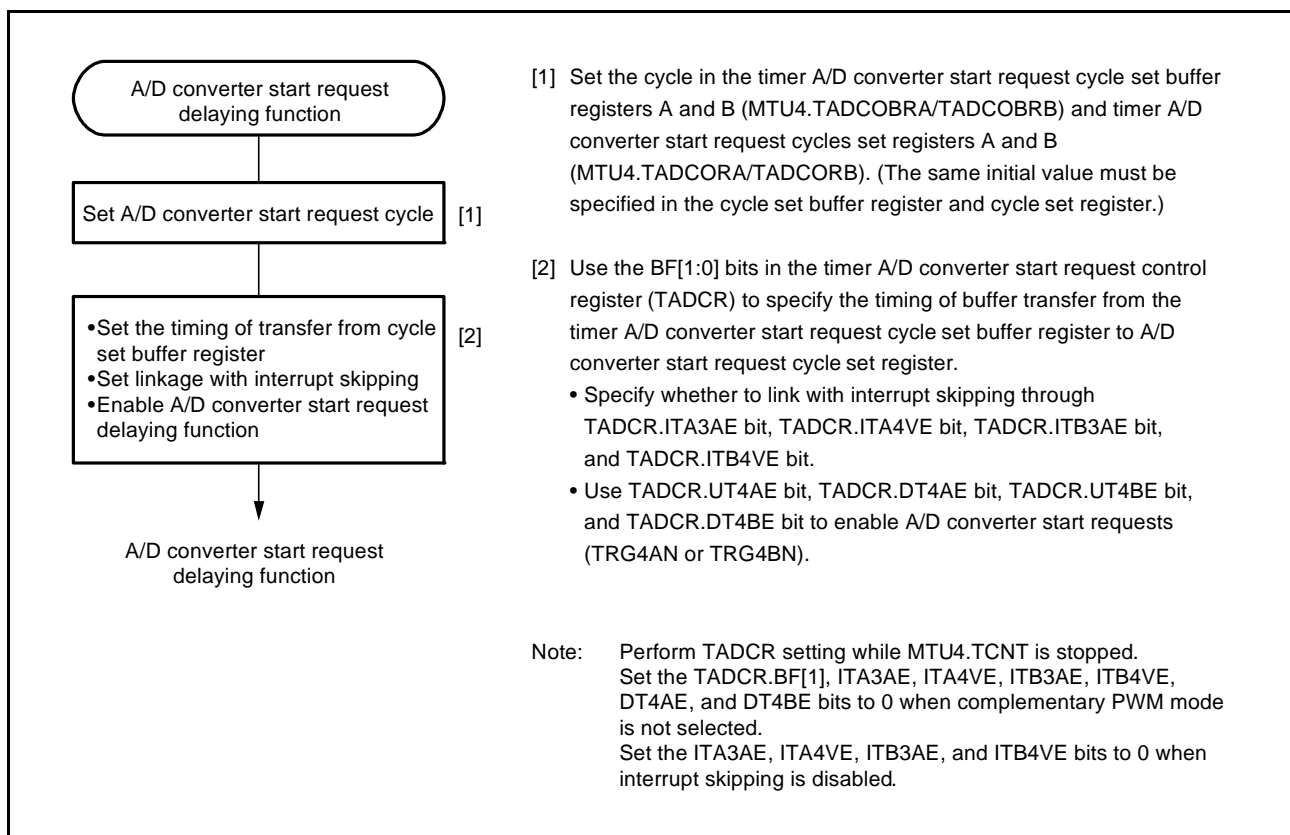 A/D converter start request
delaying function
Set A/D converter start request cycle
[1]
•Set the timing of transfer from cycle
set buffer register
•Set linkage with interrupt skipping
•Enable A/D converter start request
delaying function
[2]
A/D converter start request
delaying function
[1] Set the cycle in the timer A/D converter start request cycle set buffer
registers A and B (MTU4.TADCOBRA/TADCOBRB) and timer A/D
converter start request cycles set registers A and B
(MTU4.TADCORA/TADCORB). (The same initial value must be
specified in the cycle set buffer register and cycle set register.)
[2] Use the BF[1:0] bits in the timer A/D converter start request control
register (TADCR) to specify the timing of buffer transfer from the
timer A/D converter start request cycle set buffer register to A/D
converter start request cycle set register.
• Specify whether to link with interrupt skipping through
TADCR.ITA3AE bit, TADCR.ITA4VE bit, TADCR.ITB3AE bit,
and TADCR.ITB4VE bit.
• Use TADCR.UT4AE bit, TADCR.DT4AE bit, TADCR.UT4BE bit,
and TADCR.DT4BE bit to enable A/D converter start requests
(TRG4AN or TRG4BN).
Note: Perform TADCR setting while MTU4.TCNT is stopped.
Set the TADCR.BF[1], ITA3AE, ITA4VE, ITB3AE, ITB4VE,
DT4AE, and DT4BE bits to 0 when complementary PWM mode
is not selected.
Set the ITA3AE, ITA4VE, ITB3AE, and ITB4VE bits to 0 when
interrupt skipping is disabled.